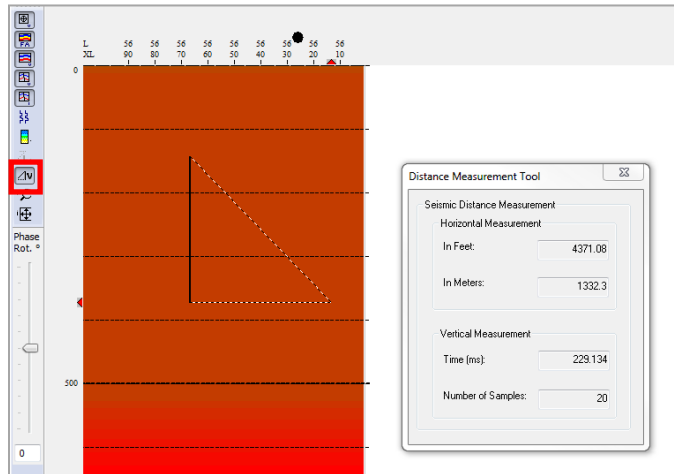 L 56 56 56 56 56 56 56 56 56
XL 90 80 70 60 50 40 30 20 10
0
500
FA
Phase
Rot. °
0
Distance Measurement Tool
Seismic Distance Measurement
Horizontal Measurement
In Feet: 4371.08
In Meters: 1332.3
Vertical Measurement
Time (ms): 229.134
Number of Samples: 20